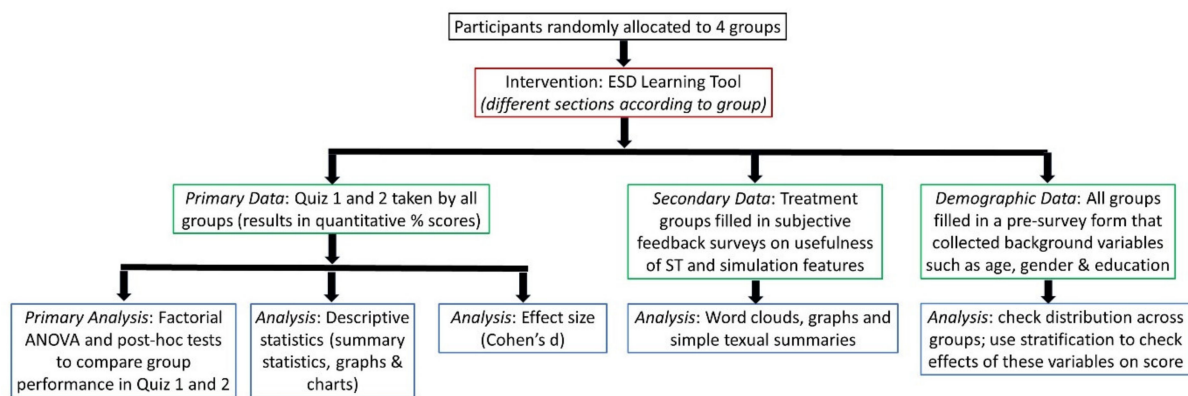 Participants randomly allocated to 4 groups
Intervention: ESD Learning Tool
(different sections according to group)
Primary Data: Quiz 1 and 2 taken by all
groups (results in quantitative % scores)
Secondary Data: Treatment
groups filled in subjective
feedback surveys on usefulness
of ST and simulation features
Demographic Data: All groups
filled in a pre-survey form that
collected background variables
such as age, gender & education
Primary Analysis: Factorial
ANOVA and post-hoc tests
to compare group
performance in Quiz 1 and 2
Analysis: Descriptive
statistics (summary
statistics, graphs &
charts)
Analysis: Effect size
(Cohen's d)
Analysis: Word clouds, graphs and
simple texual summaries
Analysis: check distribution across
groups; use stratification to check
effects of these variables on score